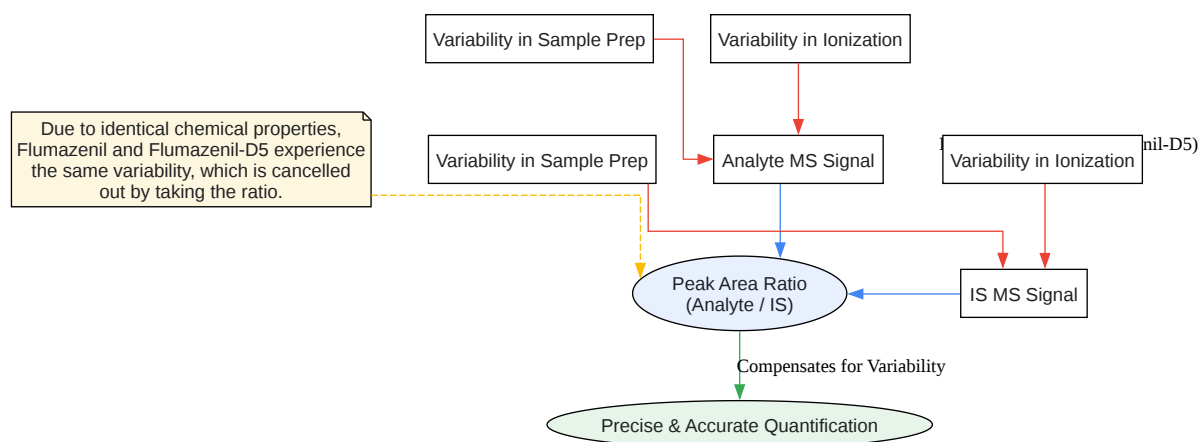 Variability in Sample Prep
Variability in Ionization
Due to identical chemical properties,
Flumazenil and Flumazenil-D5 experience
the same variability, which is cancelled
out by taking the ratio.
Variability in Sample Prep
Analyte MS Signal
Variability in Ionization
nil-D5)
Peak Area Ratio
(Analyte / IS)
IS MS Signal
Compensates for Variability
Precise & Accurate Quantification